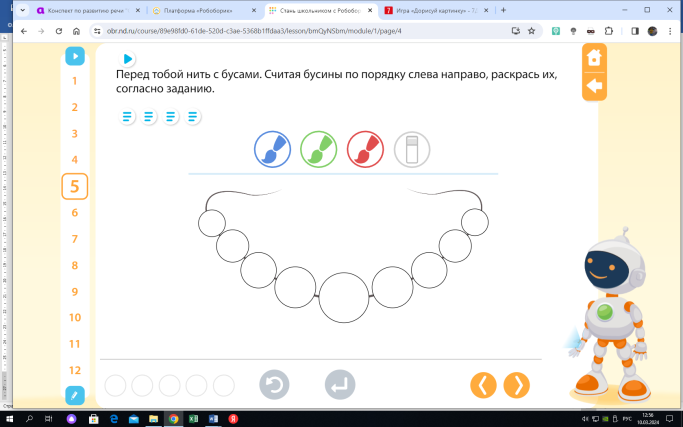 Конспект по развитию речи "П
Платформа «Робоборик»
Стань школьником с Робобор
Игра «Дорисуй картинку» - 7.
obr.nd.ru/course/89e98fd0-61de-520d-c3ae-5368b1ffdaa3/lesson/bmQyNSbm/module/1/page/4
Перед тобой нить с бусами. Считая бусины по порядку слева направо, раскрась их,
согласно заданию.
1
2
3
4
5
6
7
8
9
10
11
12
РУС
12:56
10.03.2024